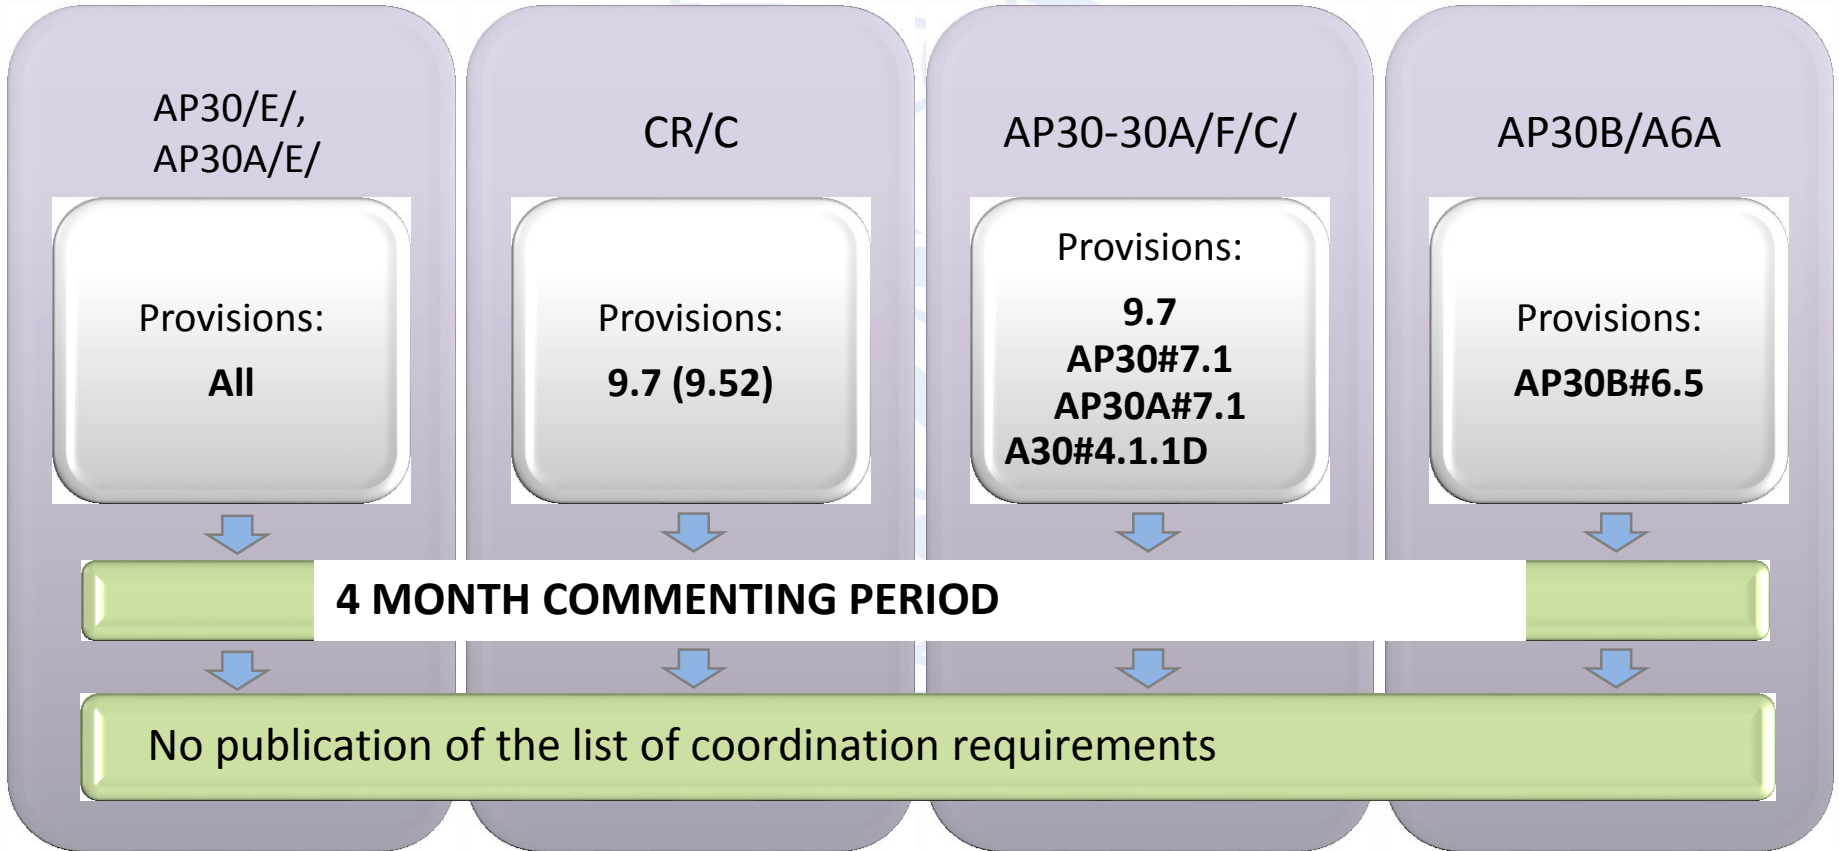 AP30/E/,
AP30A/E/
Provisions:
All
CR/C
Provisions:
9.7 (9.52)
AP30-30A/F/C/
Provisions:
9.7
AP30#7.1
AP30A#7.1
A30#4.1.1D
AP30B/A6A
Provisions:
AP30B#6.5
4 MONTH COMMENTING PERIOD
No publication of the list of coordination requirements